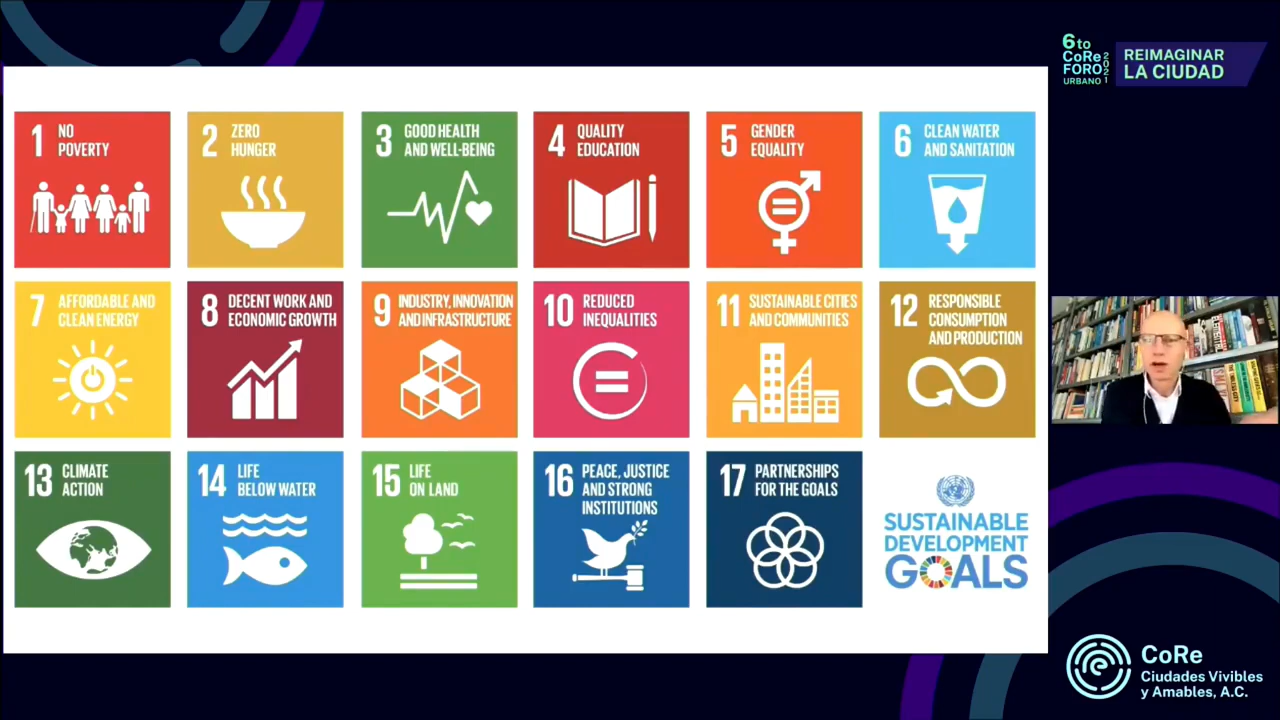 6to
CoRe
FORO
URBANO
2021
REIMAGINAR
LA CIUDAD
1 NO
POVERTY
2 ZERO
HUNGER
3 GOOD HEALTH
AND WELL-BEING
4 QUALITY
EDUCATION
5 GENDER
EQUALITY
6 CLEAN WATER
AND SANITATION
7 AFFORDABLE AND
CLEAN ENERGY
8 DECENT WORK AND
ECONOMIC GROWTH
9 INDUSTRY, INNOVATION
AND INFRASTRUCTURE
10 REDUCED
INEQUALITIES
11 SUSTAINABLE CITIES
AND COMMUNITIES
12 RESPONSIBLE
CONSUMPTION
AND PRODUCTION
13 CLIMATE
ACTION
14 LIFE
BELOW WATER
15 LIFE
ON LAND
16 PEACE, JUSTICE
AND STRONG
INSTITUTIONS
17 PARTNERSHIPS
FOR THE GOALS
SUSTAINABLE
DEVELOPMENT
GOALS
CoRe
Ciudades Vivibles
y Amables, A.C.